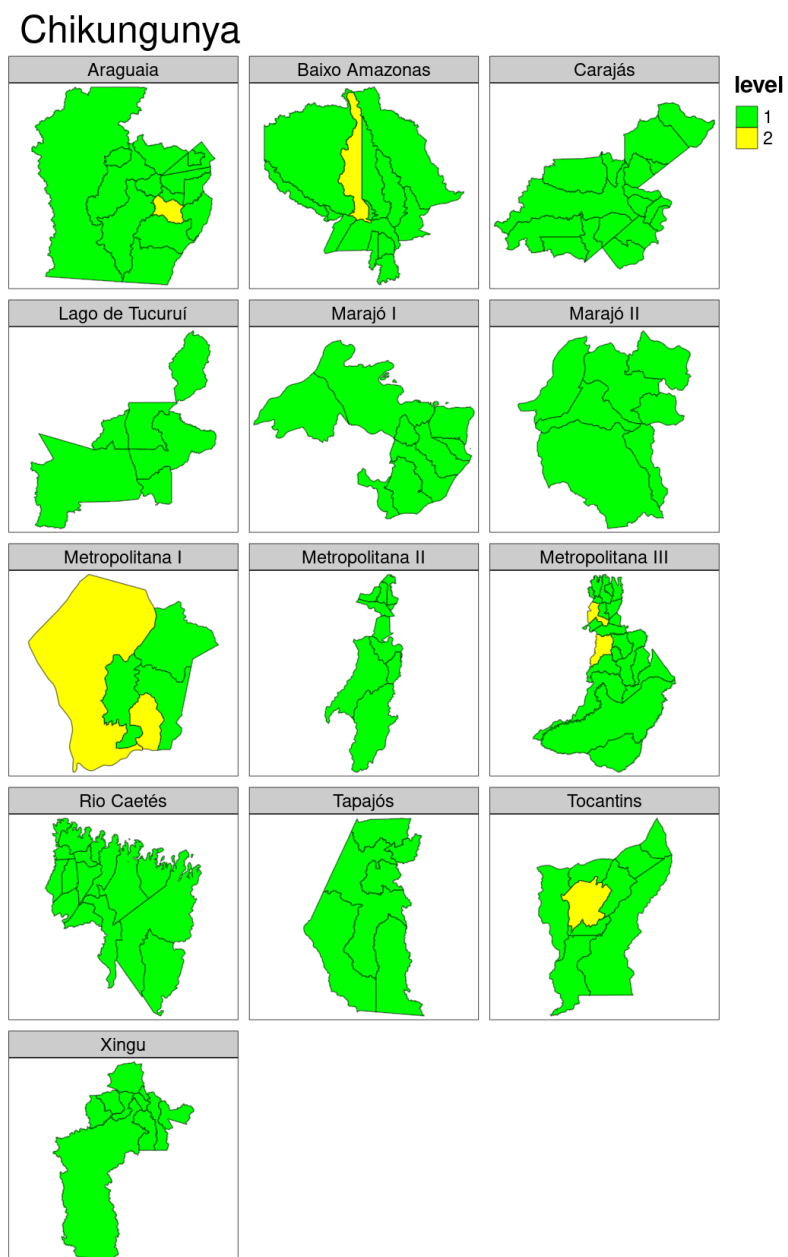 Chikungunya
Araguaia
Baixo Amazonas
Carajás
level
1
2
Lago de Tucuruí
Marajó I
Marajó II
Metropolitana I
Metropolitana II
Metropolitana III
Rio Caetés
Tapajós
Tocantins
Xingu